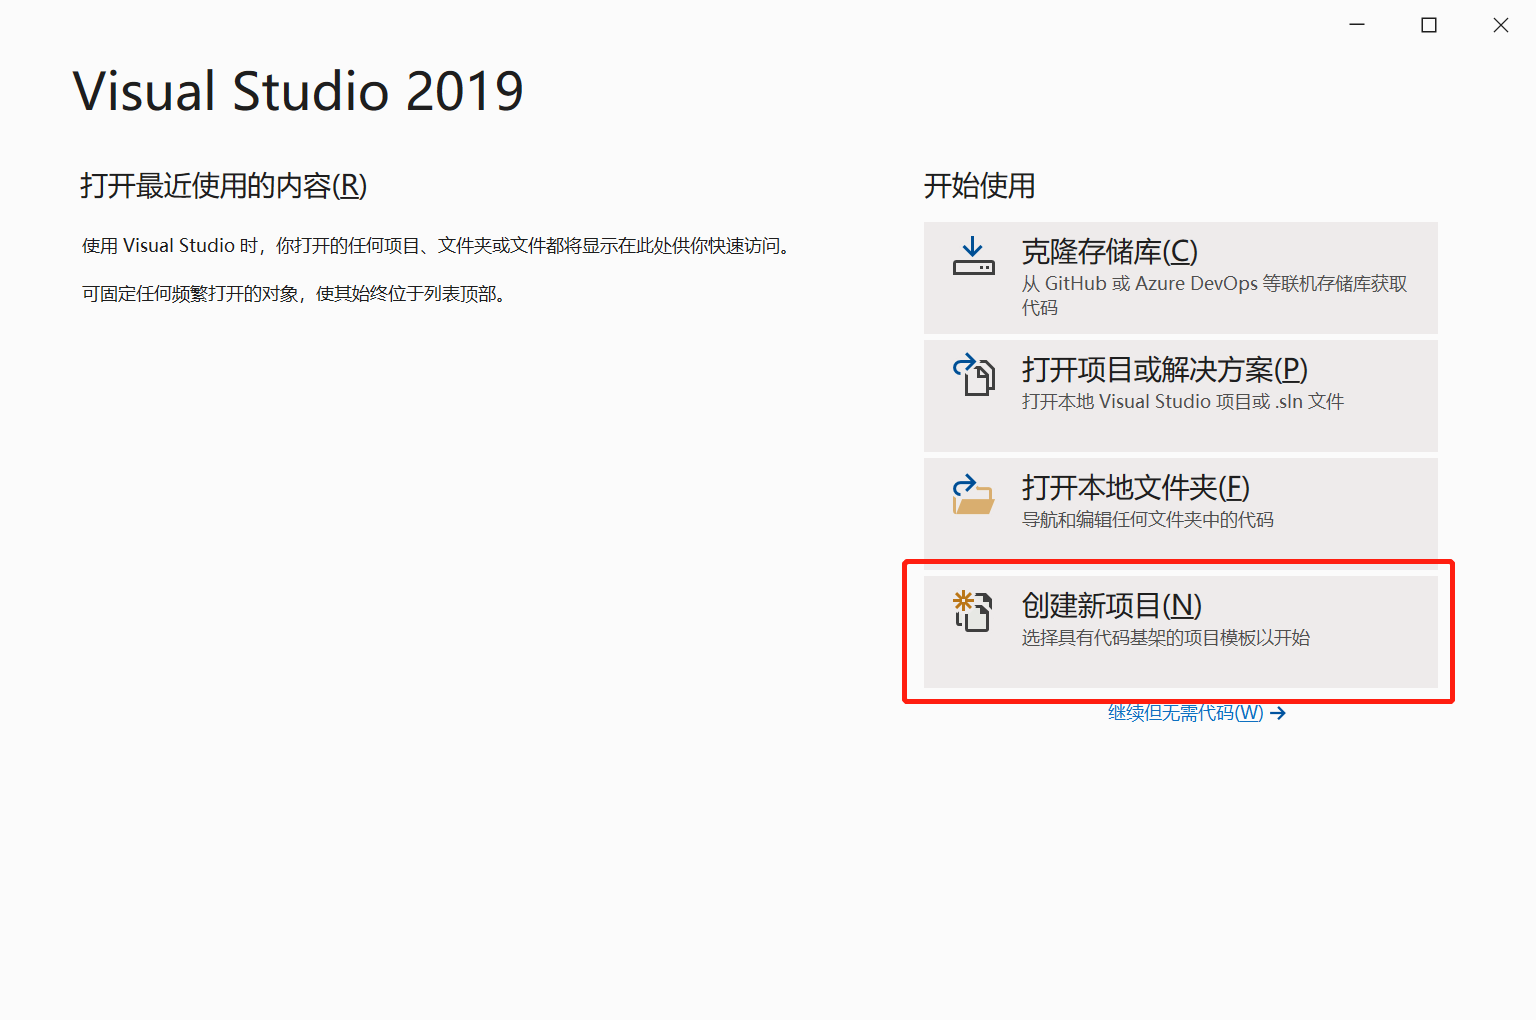 Visual Studio 2019
打开最近使用的内容(R)
使用 Visual Studio 时，你打开的任何项目、文件夹或文件都将显示在此处供你快速访问。
可固定任何频繁打开的对象，使其始终位于列表顶部。
开始使用
克隆存储库(C)
从 GitHub 或 Azure DevOps 等联机存储库获取
代码
打开项目或解决方案(P)
打开本地 Visual Studio 项目或 .sln 文件
打开本地文件夹(F)
导航和编辑任何文件夹中的代码
创建新项目(N)
选择具有代码基架的项目模板以开始
继续但无需代码(W) →